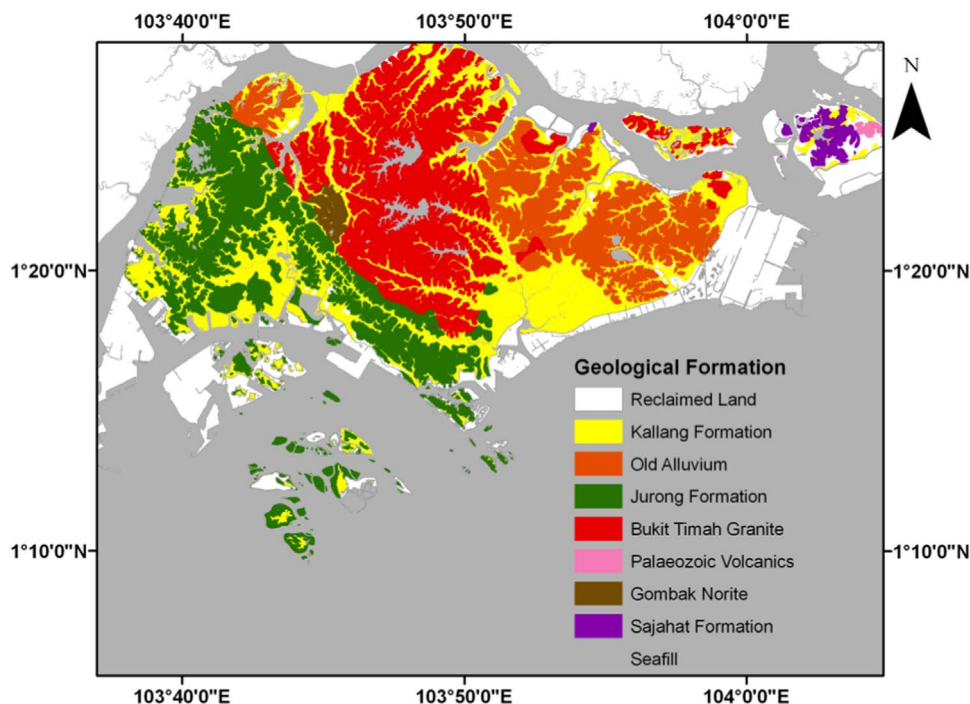 103°40'0"E 103°50'0"E 104°0'0"E
N
1°20'0"N 1°20'0"N
Geological Formation
Reclaimed Land
Kallang Formation
Old Alluvium
Jurong Formation
Bukit Timah Granite
Palaeozoic Volcanics
Gombak Norite
Sajahat Formation
Seafill
1°10'0"N 1°10'0"N
103°40'0"E 103°50'0"E 104°0'0"E